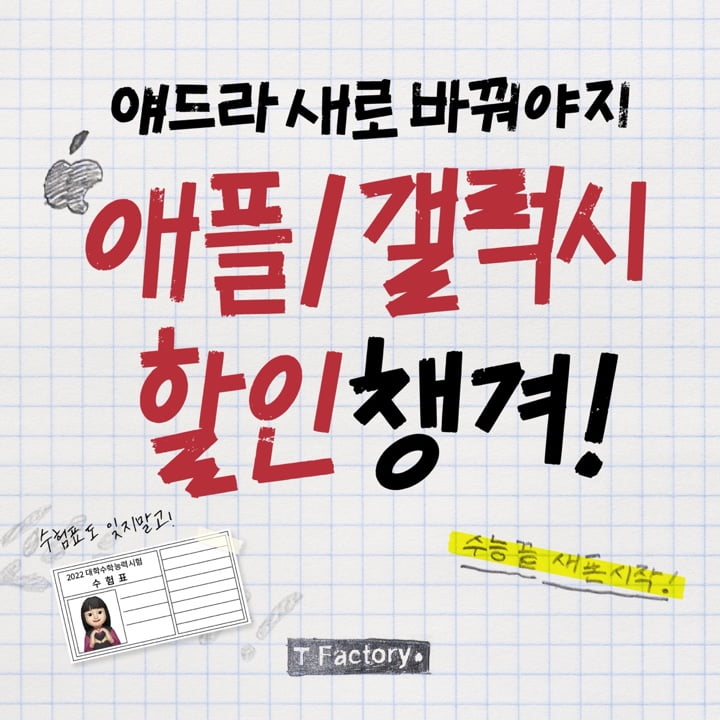 얘드라 새로 바꿔야지
애플/갤럭시
할인 챙겨!
수험표도 잊지말고!
2022 대학수학능력시험
수 험 표
수능끝 새폰시작!
T Factory.